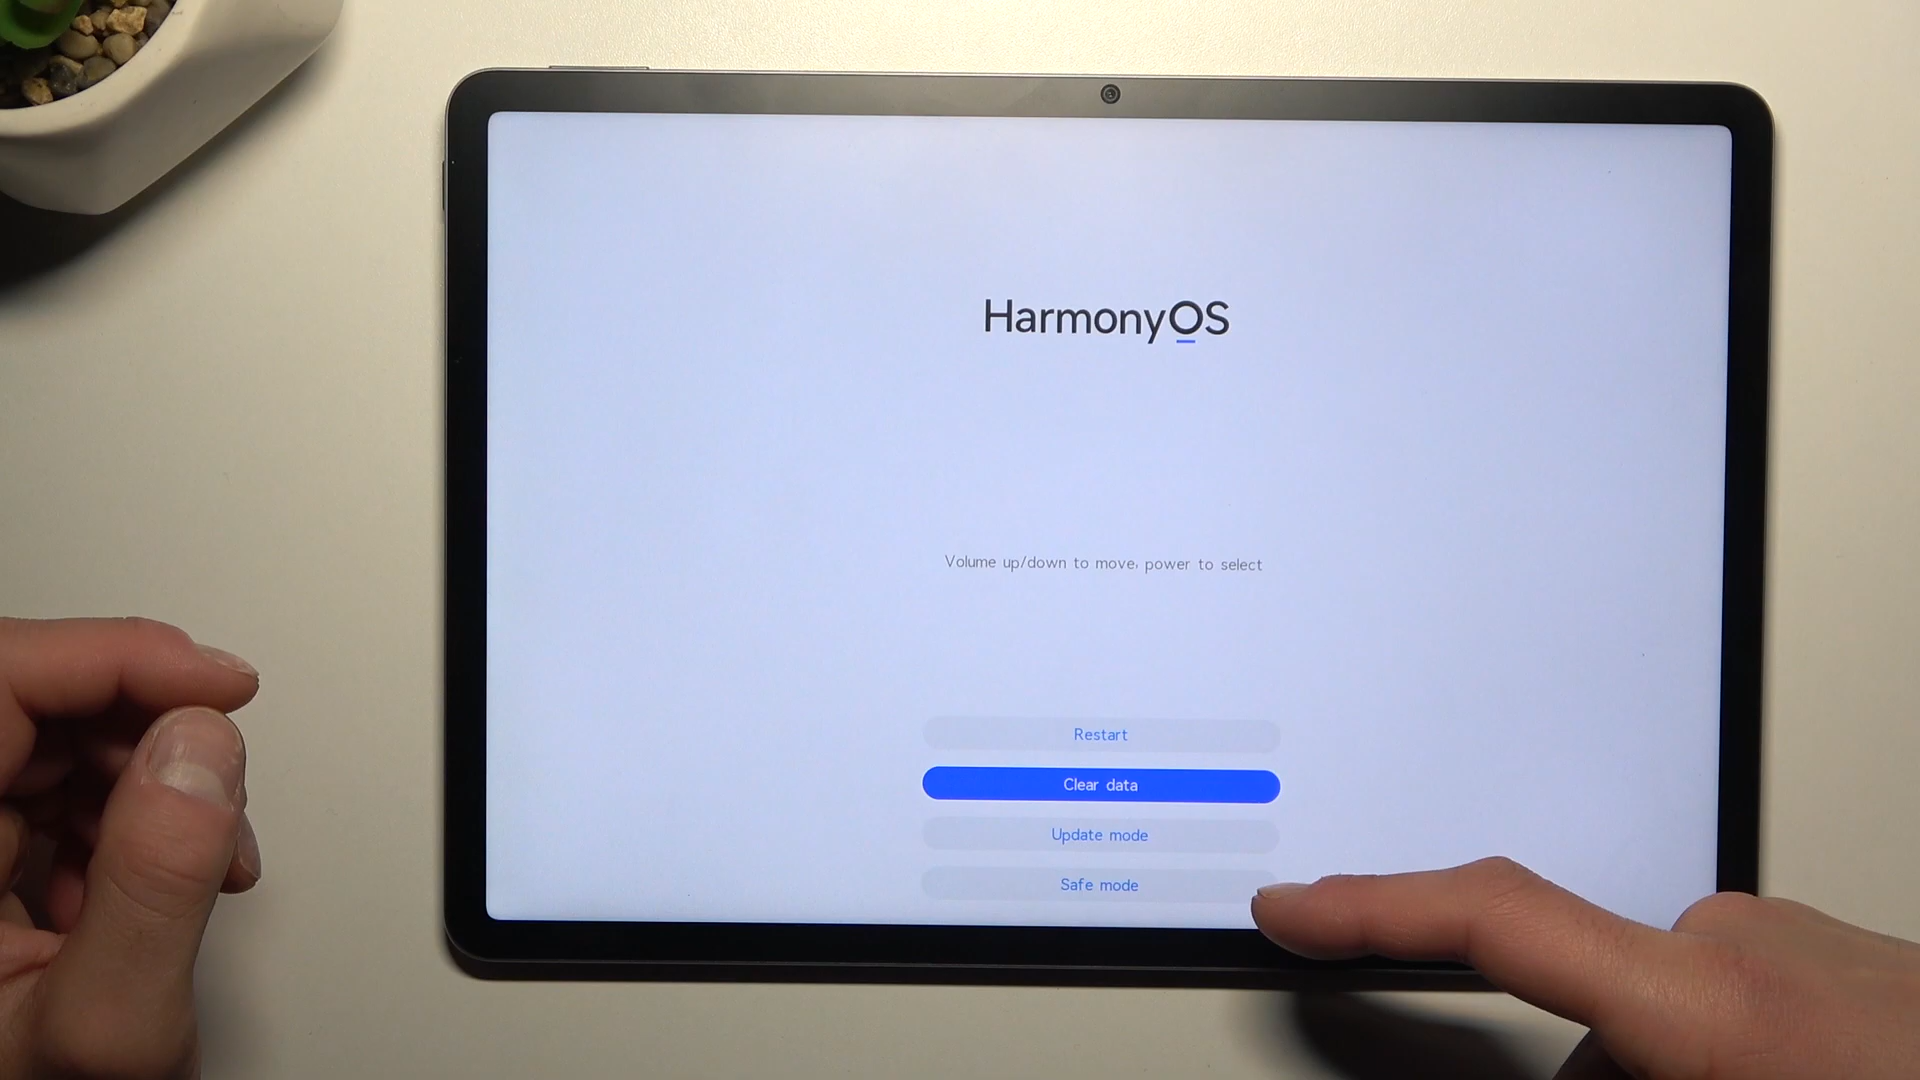 HarmonyOS
Volume up/down to move, power to select
Restart
Clear data
Update mode
Safe mode